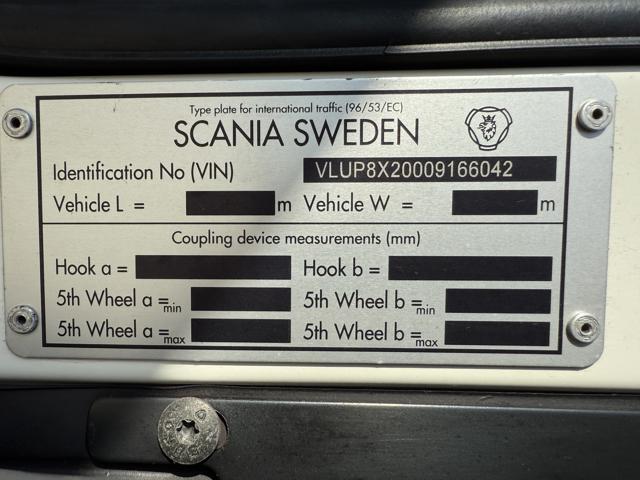 Type plate for international traffic (96/53/EC)
SCANIA SWEDEN
Identification No (VIN) VLUP8X20009166042
Vehicle L = m Vehicle W = m
Coupling device measurements (mm)
Hook a = Hook b =
5th Wheel a = min 5th Wheel b = min
5th Wheel a = max 5th Wheel b = max